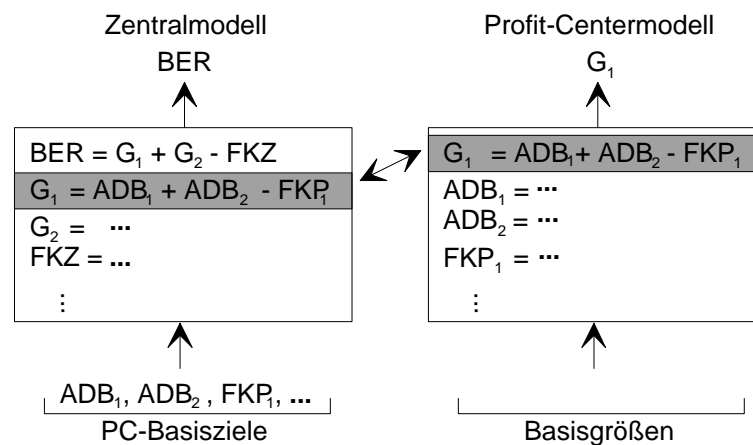 Zentralmodell
BER
BER = G₁ + G₂ - FKZ
G₁ = ADB₁ + ADB₂ - FKP₁
G₂ = ...
FKZ = ...
⋮
ADB₁, ADB₂ , FKP₁, ...
PC-Basisziele
Profit-Centermodell
G₁
G₁ = ADB₁+ ADB₂ - FKP₁
ADB₁ = ...
ADB₂ = ...
FKP₁ = ...
⋮
Basisgrößen